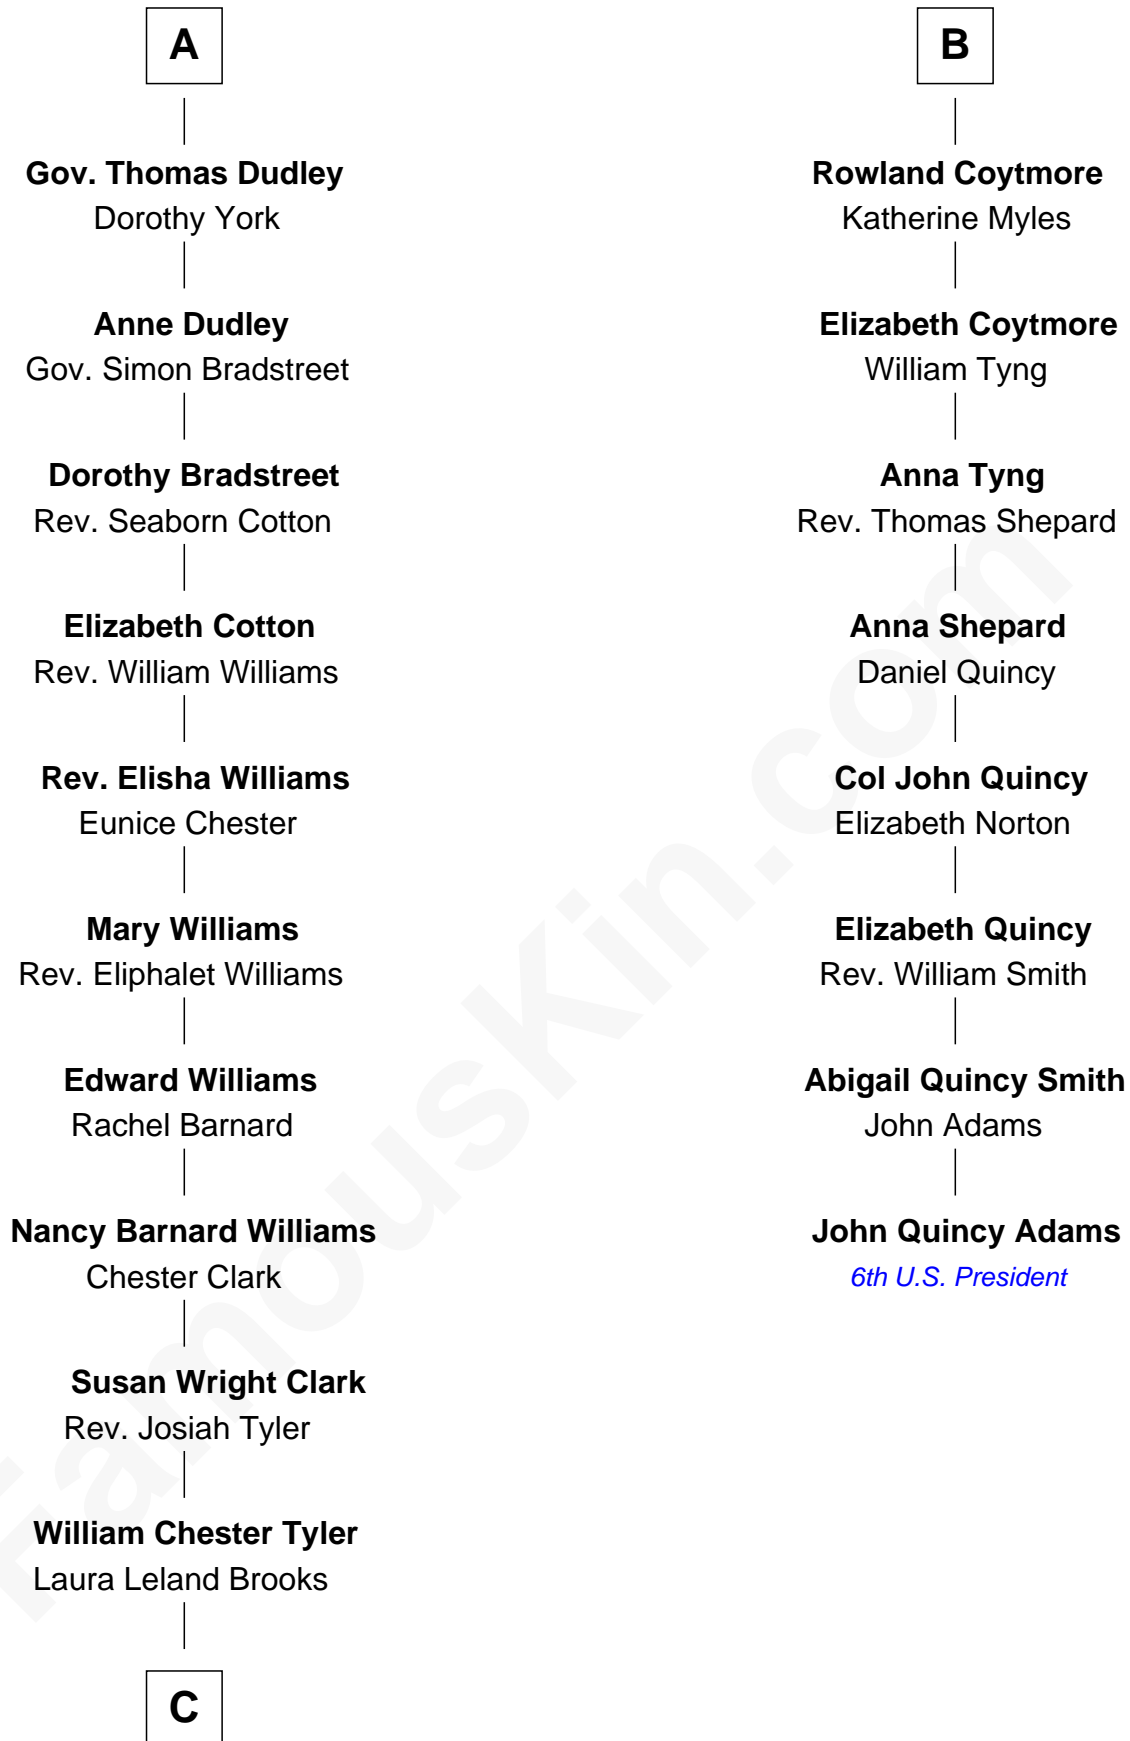 A
Gov. Thomas Dudley
Dorothy York
Anne Dudley
Gov. Simon Bradstreet
Dorothy Bradstreet
Rev. Seaborn Cotton
Elizabeth Cotton
Rev. William Williams
Rev. Elisha Williams
Eunice Chester
Mary Williams
Rev. Eliphalet Williams
Edward Williams
Rachel Barnard
Nancy Barnard Williams
Chester Clark
Susan Wright Clark
Rev. Josiah Tyler
William Chester Tyler
Laura Leland Brooks
C
B
Rowland Coytmore
Katherine Myles
Elizabeth Coytmore
William Tyng
Anna Tyng
Rev. Thomas Shepard
Anna Shepard
Daniel Quincy
Col John Quincy
Elizabeth Norton
Elizabeth Quincy
Rev. William Smith
Abigail Quincy Smith
John Adams
John Quincy Adams
6th U.S. President
FamousKin.com